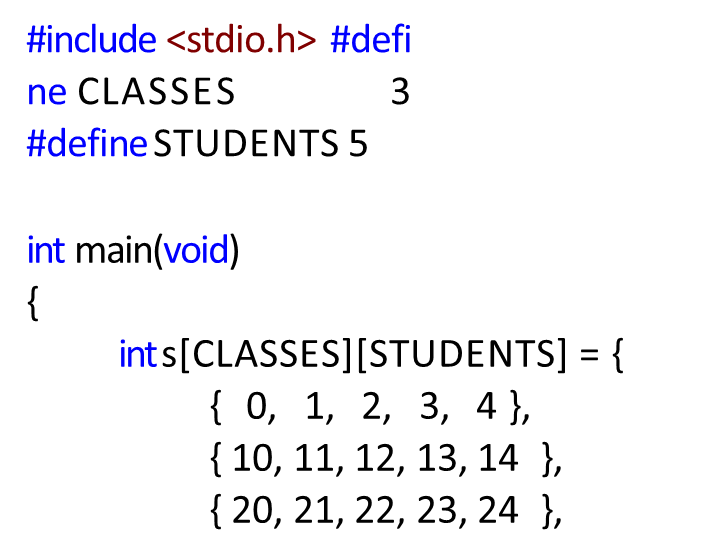 #include <stdio.h> #defi
ne CLASSES 3
#define STUDENTS 5
int main(void)
{
int s[CLASSES][STUDENTS] = {
{ 0, 1, 2, 3, 4 },
{ 10, 11, 12, 13, 14 },
{ 20, 21, 22, 23, 24 },